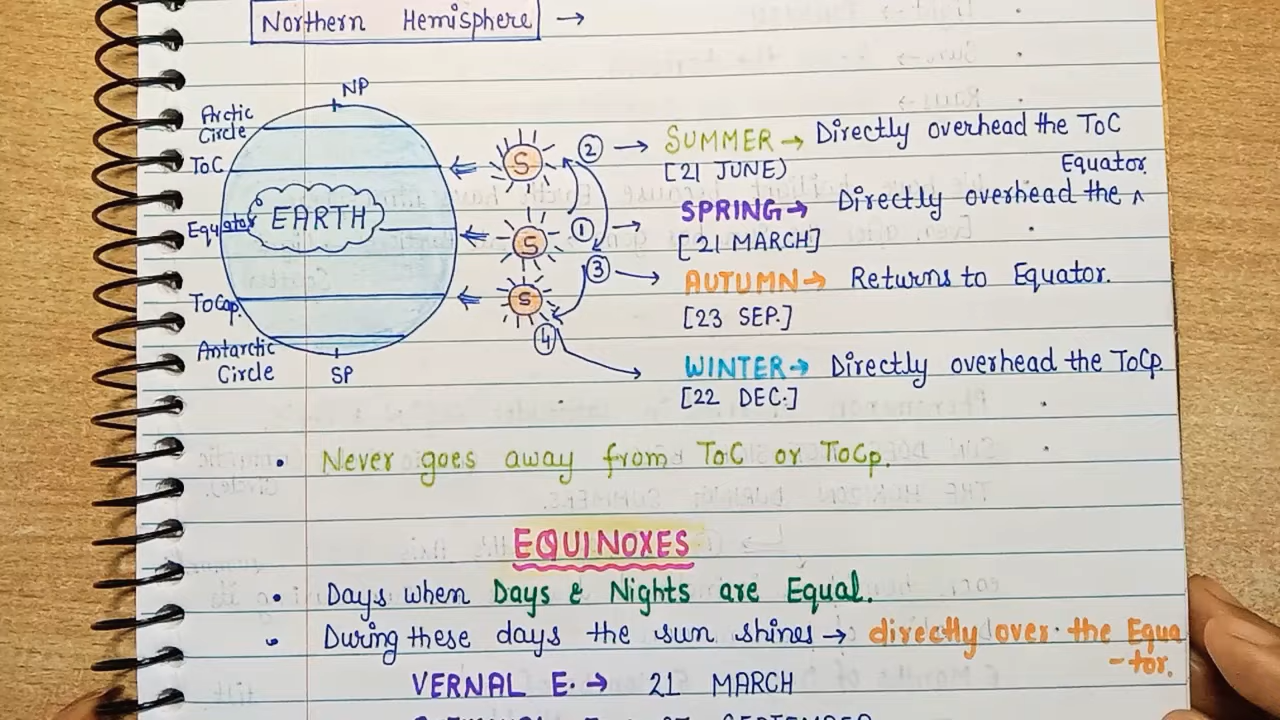 Northern Hemisphere →
NP
Arctic
Circle
ToC
Equator
EARTH
ToCap.
Antarctic
Circle
SP
S
S
S
② → SUMMER → Directly overhead the ToC
[21 JUNE)
Equator.
① → SPRING → Directly overhead the ^
[21 MARCH]
③ → AUTUMN → Returns to Equator.
[23 SEP.]
④ WINTER → Directly overhead the ToCp.
[22 DEC.]
• Never goes away from ToC or ToCp.
EQUINOXES
• Days when Days & Nights are Equal.
• During these days the sun shines → directly over the Equa
-tor.
VERNAL E. → 21 MARCH